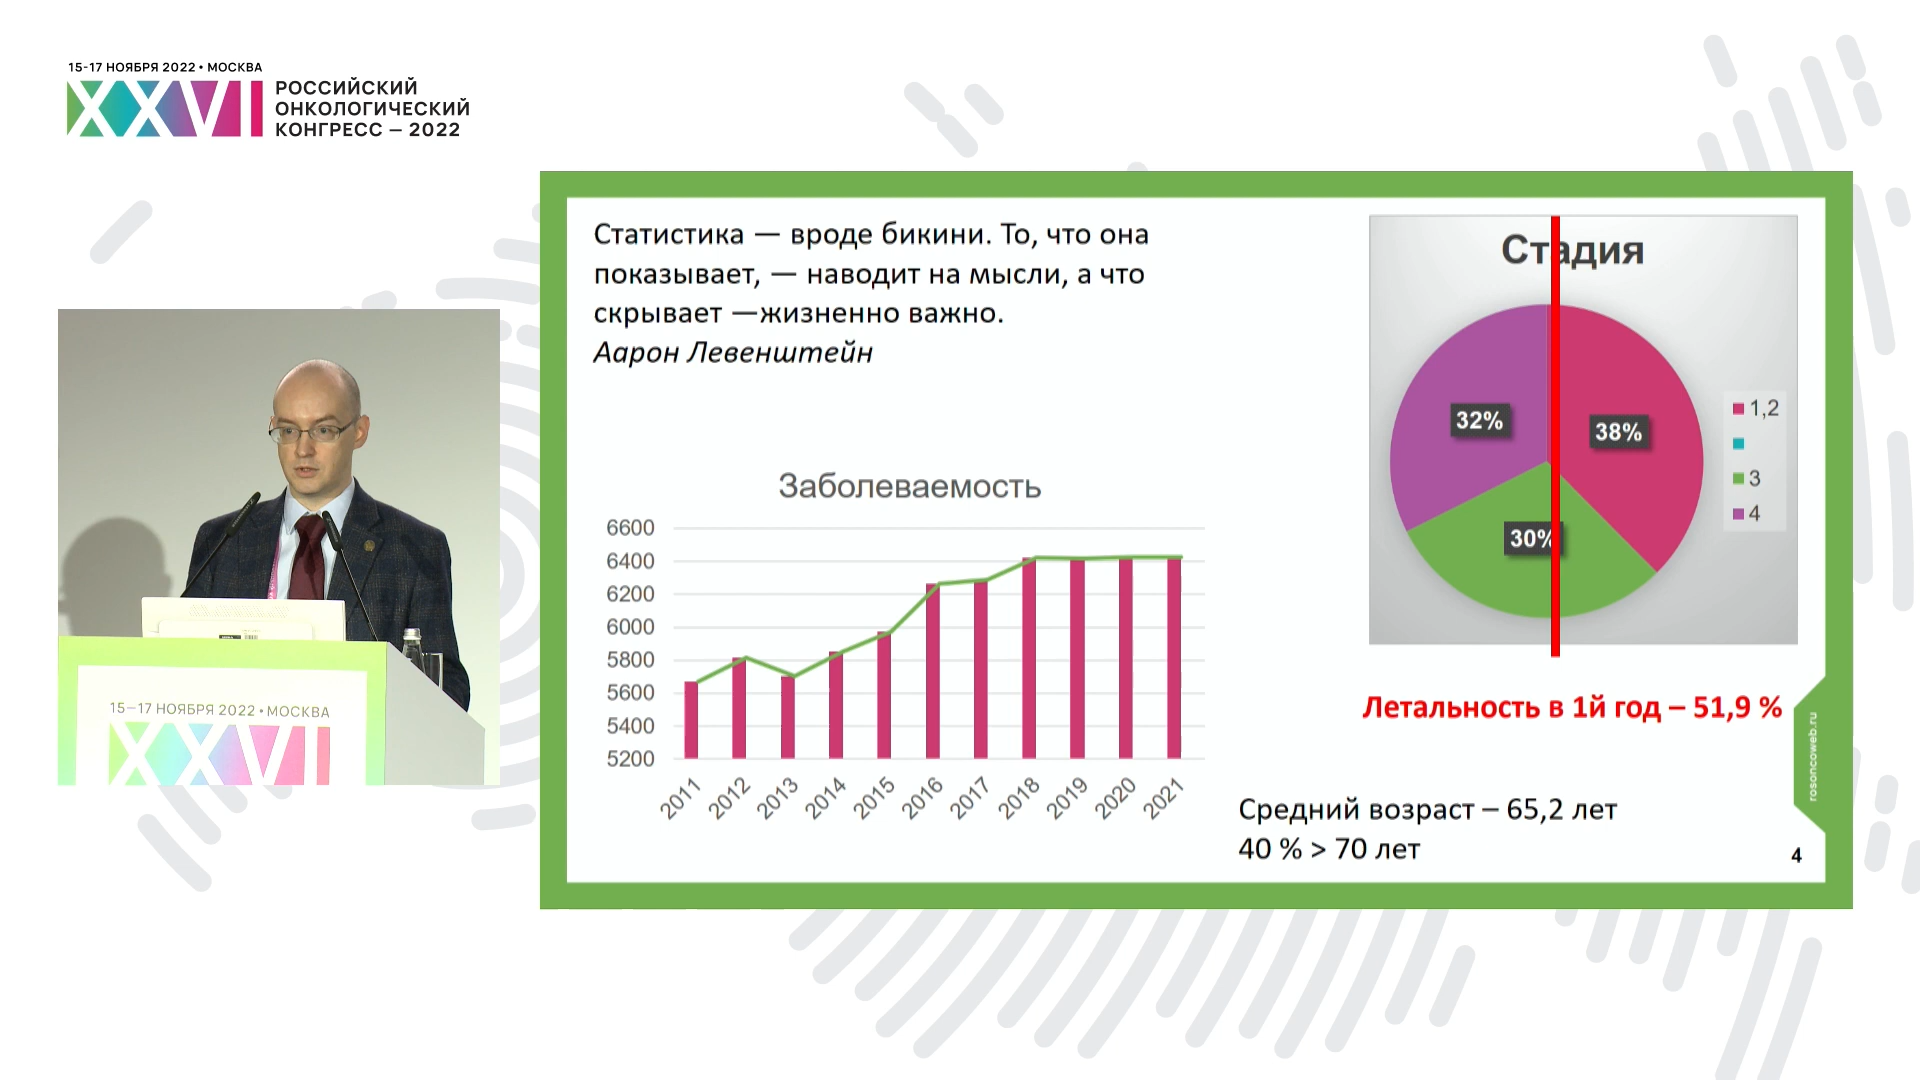 15-17 НОЯБРЯ 2022 • МОСКВА
XXVI
РОССИЙСКИЙ
ОНКОЛОГИЧЕСКИЙ
КОНГРЕСС – 2022
Статистика — вроде бикини. То, что она
показывает, — наводит на мысли, а что
скрывает —жизненно важно.
Аарон Левенштейн
Стадия
32%
38%
30%
1,2
3
4
Летальность в 1й год – 51,9 %
Заболеваемость
6600
6400
6200
6000
5800
5600
5400
5200
2011
2012
2013
2014
2015
2016
2017
2018
2019
2020
2021
Средний возраст – 65,2 лет
40 % > 70 лет
4
rosoncoweb.ru
15–17 НОЯБРЯ 2022 • МОСКВА
XXVI